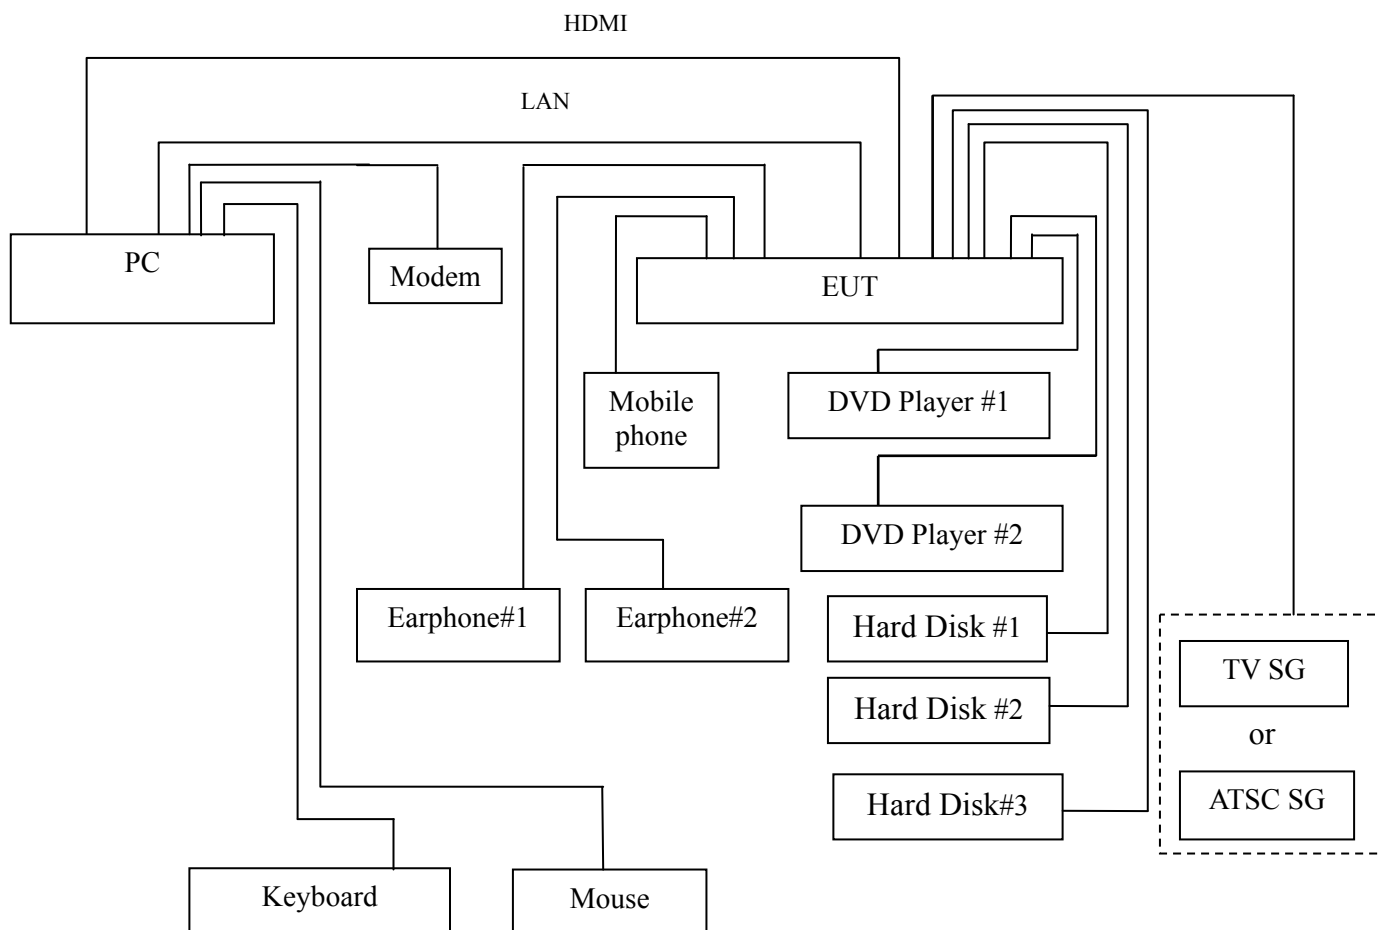 HDMI
LAN
PC
Modem
EUT
Mobile
phone
DVD Player #1
DVD Player #2
Earphone#1
Earphone#2
Hard Disk #1
Hard Disk #2
Hard Disk#3
TV SG
or
ATSC SG
Keyboard
Mouse